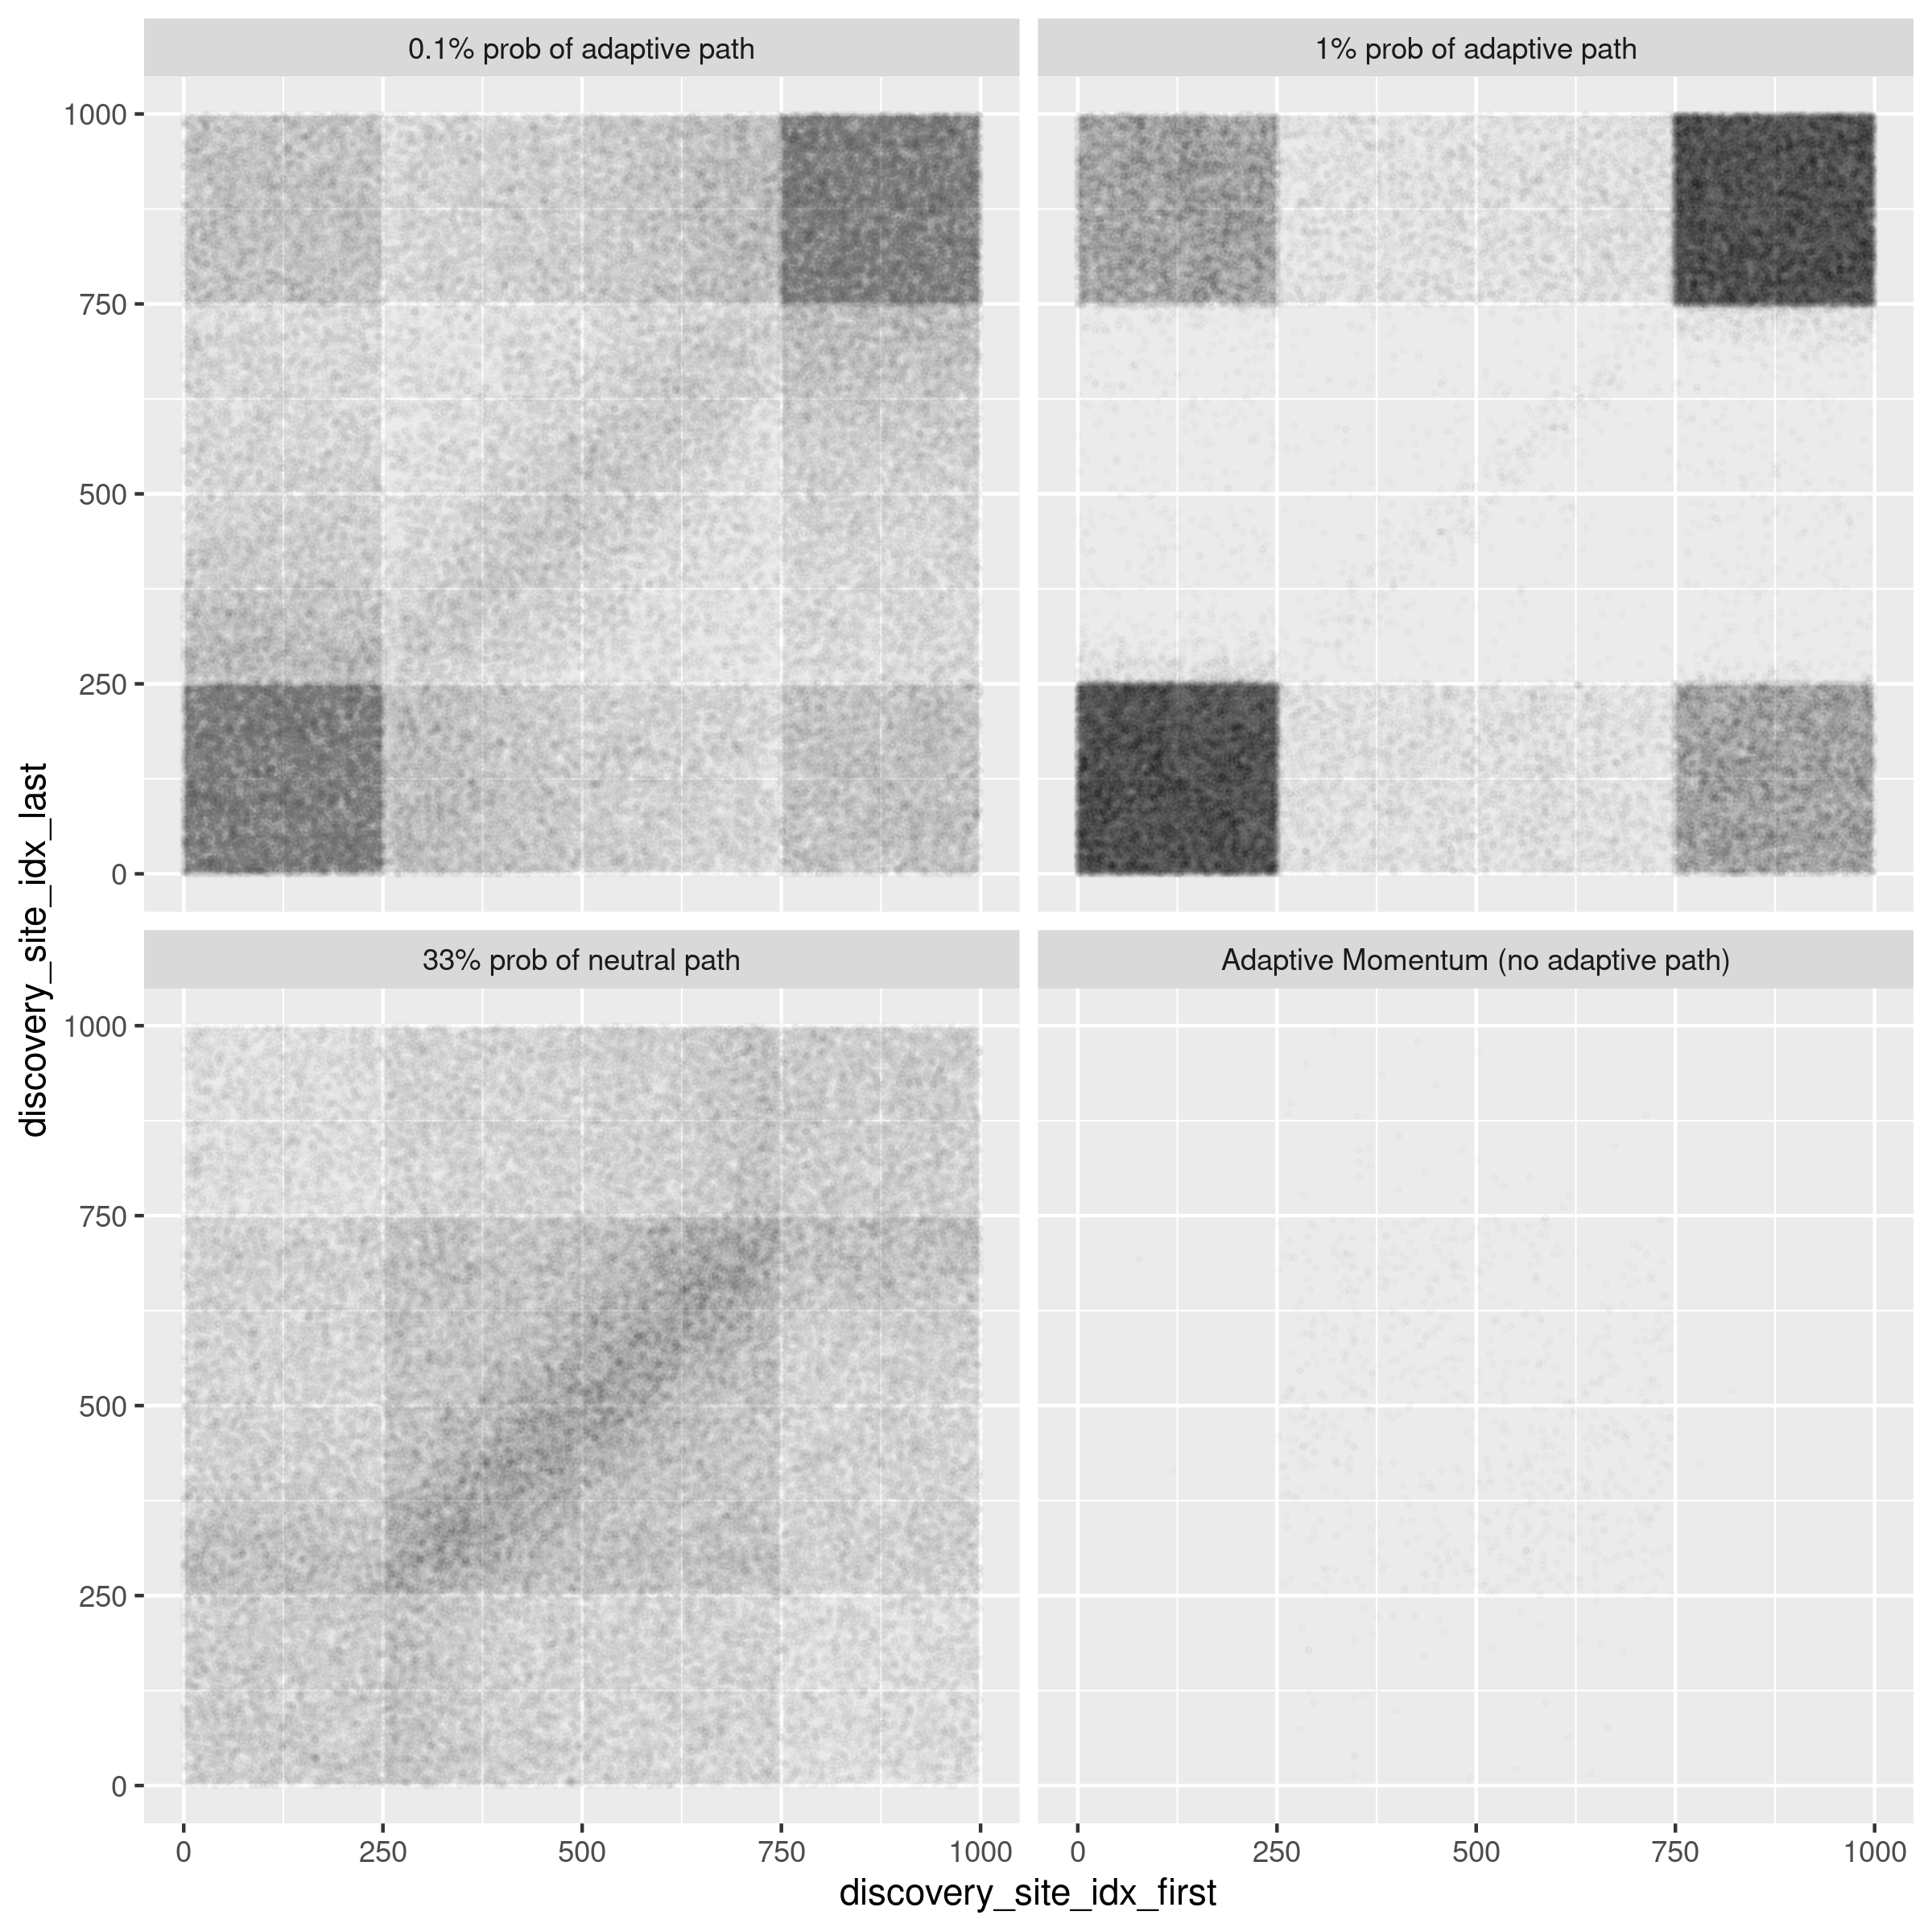 0.1% prob of adaptive path
1% prob of adaptive path
1000
750
500
250
0
33% prob of neutral path
Adaptive Momentum (no adaptive path)
1000
750
500
250
0
0 250 500 750 1000
0 250 500 750 1000
discovery_site_idx_first
discovery_site_idx_last